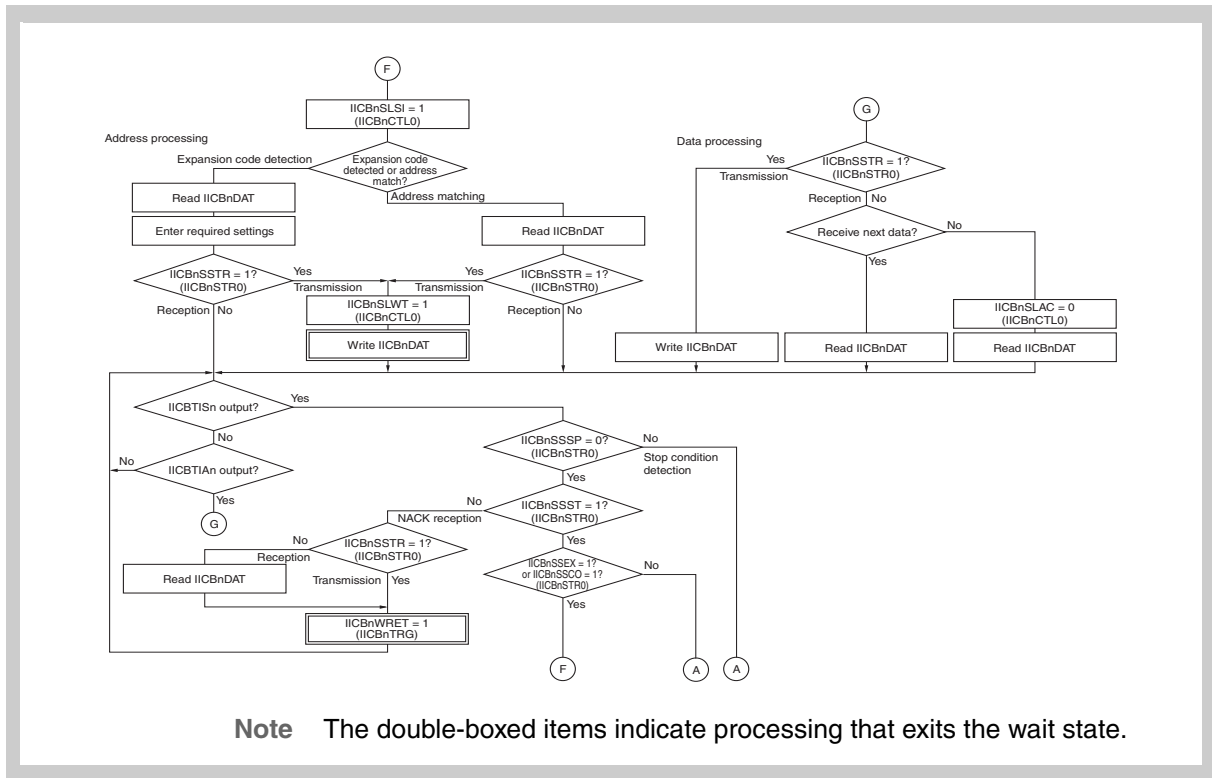 F
IICBnSLSI = 1
(IICBnCTL0)
Address processing
Expansion code detection
Expansion code
detected or address
match?
Address matching
Read IICBnDAT
Enter required settings
Read IICBnDAT
IICBnSSTR = 1?
(IICBnSTR0)
Yes
Transmission
Reception
No
IICBnSLWT = 1
(IICBnCTL0)
Write IICBnDAT
Yes
Transmission
IICBnSSTR = 1?
(IICBnSTR0)
Reception
No
G
Data processing
Yes
Transmission
IICBnSSTR = 1?
(IICBnSTR0)
Reception
No
Receive next data?
No
Yes
IICBnSLAC = 0
(IICBnCTL0)
Write IICBnDAT
Read IICBnDAT
Read IICBnDAT
IICBTISn output?
Yes
No
IICBTIAn output?
No
Yes
G
IICBnSSSP = 0?
(IICBnSTR0)
No
Stop condition
detection
Yes
IICBnSSST = 1?
(IICBnSTR0)
No
NACK reception
Yes
IICBnSSTR = 1?
(IICBnSTR0)
No
Reception
Read IICBnDAT
Transmission
Yes
IICBnWRET = 1
(IICBnTRG)
IICBnSSEX = 1?
or IICBnSSCO = 1?
(IICBnSTR0)
No
Yes
F
A
A
Note The double-boxed items indicate processing that exits the wait state.